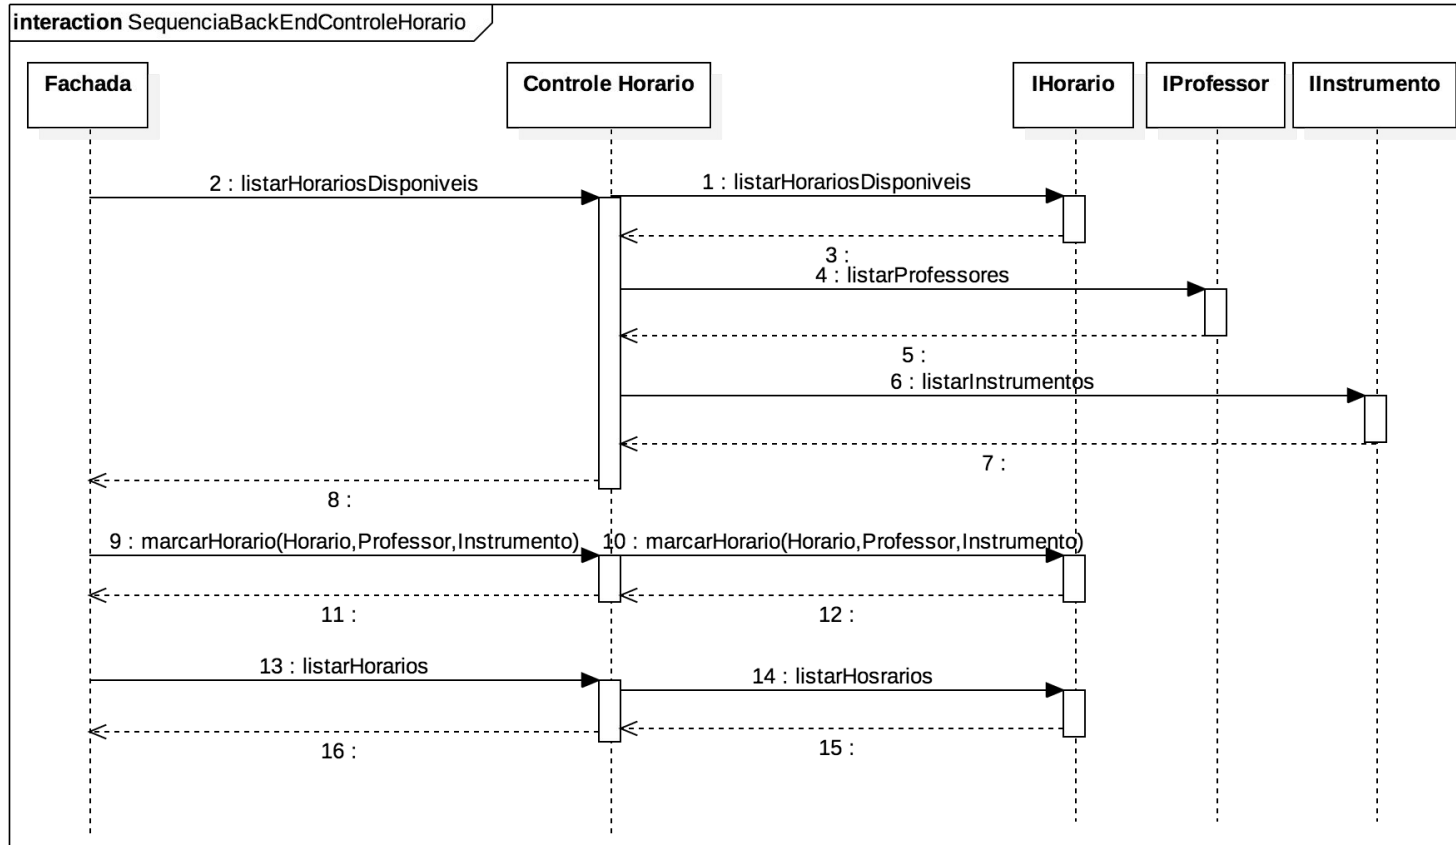 interaction SequenciaBackEndControleHorario
Fachada
Controle Horario
IHorario
IProfessor
IInstrumento
2 : listarHorariosDisponiveis
1 : listarHorariosDisponiveis
3 :
4 : listarProfessores
5 :
6 : listarInstrumentos
7 :
8 :
9 : marcarHorario(Horario,Professor,Instrumento)
10 : marcarHorario(Horario,Professor,Instrumento)
11 :
12 :
13 : listarHorarios
14 : listarHosrarios
15 :
16 :